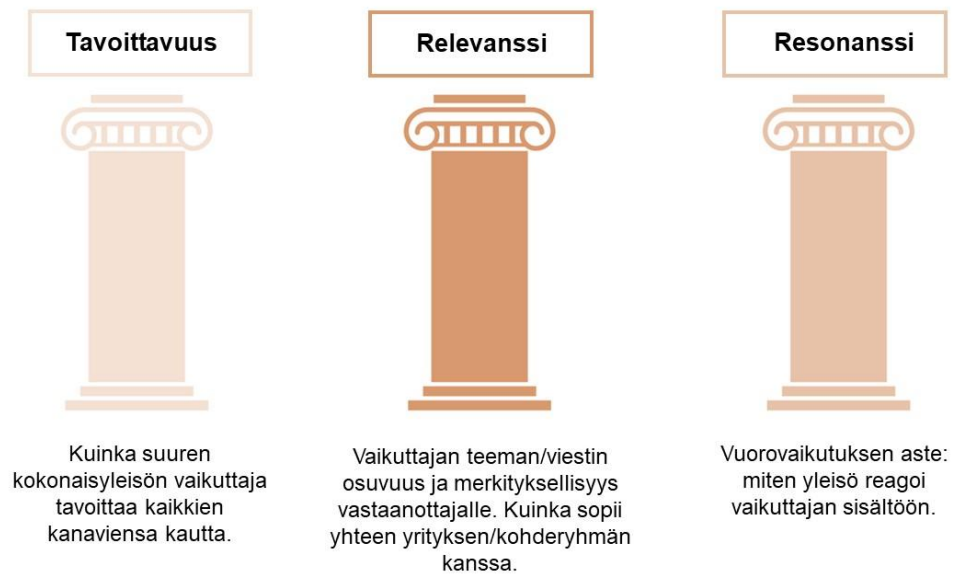 Tavoittavuus
Kuinka suuren
kokonaisyleisön vaikuttaja
tavoittaa kaikkien
kanaviensa kautta.
Relevanssi
Vaikuttajan teeman/viestin
osuvuus ja merkityksellisyys
vastaanottajalle. Kuinka sopii
yhteen yrityksen/kohderyhmän
kanssa.
Resonanssi
Vuorovaikutuksen aste:
miten yleisö reagoi
vaikuttajan sisältöön.